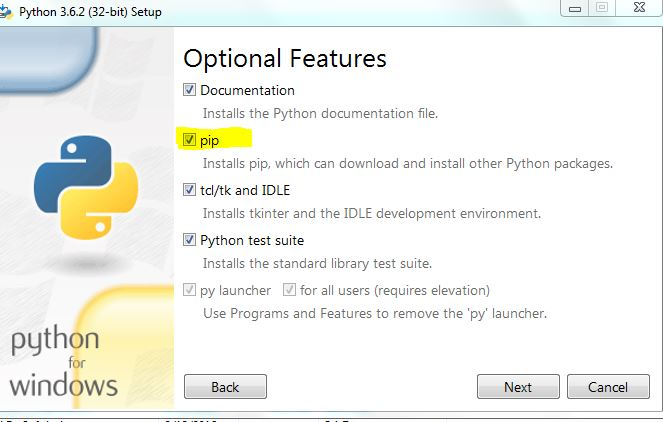 Python 3.6.2 (32-bit) Setup
Optional Features
Documentation
Installs the Python documentation file.
pip
Installs pip, which can download and install other Python packages.
tcl/tk and IDLE
Installs tkinter and the IDLE development environment.
Python test suite
Installs the standard library test suite.
py launcher for all users (requires elevation)
Use Programs and Features to remove the 'py' launcher.
python
for
windows
Back Next Cancel